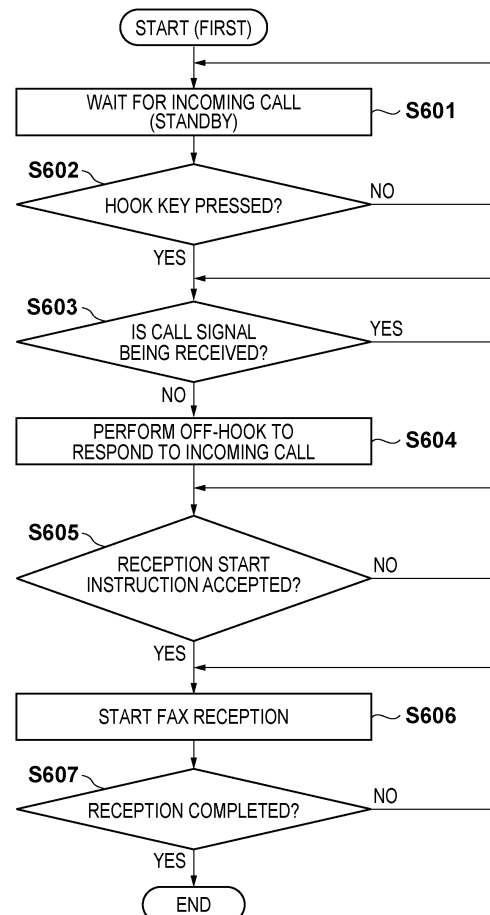 START (FIRST)
WAIT FOR INCOMING CALL
(STANDBY)
S601
S602
HOOK KEY PRESSED?
NO
YES
S603
IS CALL SIGNAL
BEING RECEIVED?
YES
NO
PERFORM OFF-HOOK TO
RESPOND TO INCOMING CALL
S604
S605
RECEPTION START
INSTRUCTION ACCEPTED?
NO
YES
START FAX RECEPTION
S606
S607
RECEPTION COMPLETED?
NO
YES
END